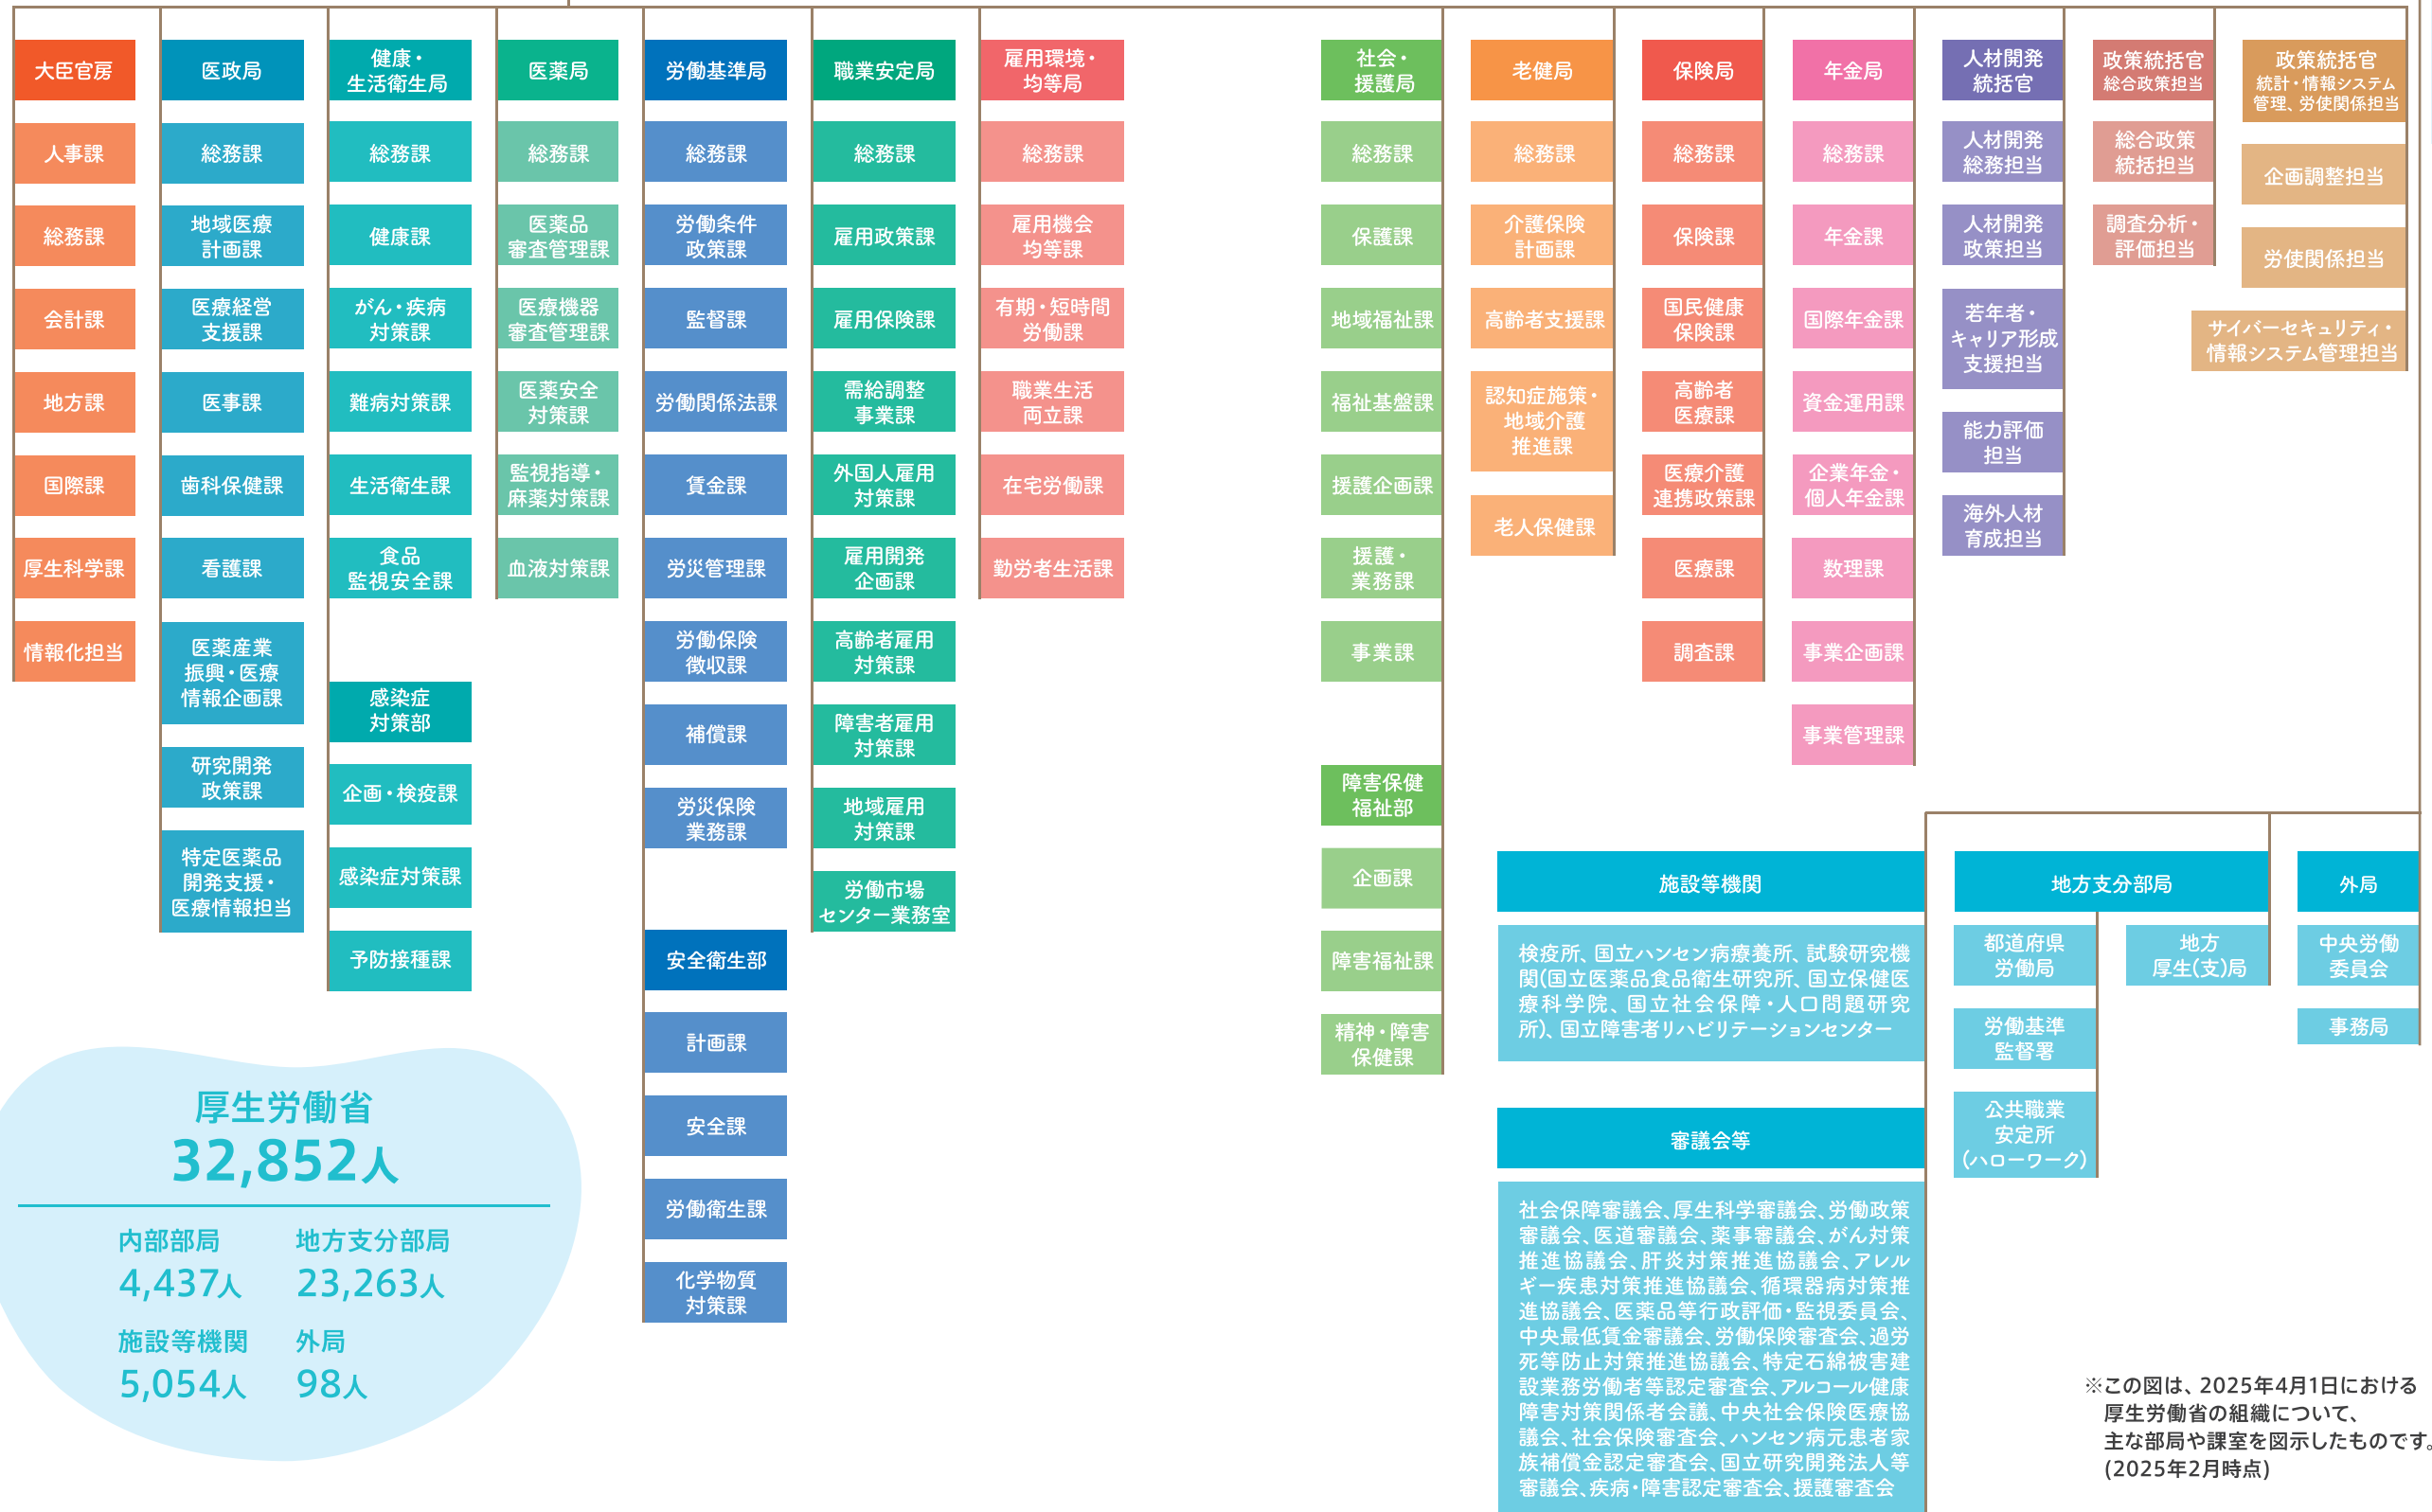 大臣官房
人事課
総務課
会計課
地方課
国際課
厚生科学課
情報化担当
医政局
総務課
地域医療
計画課
医療経営
支援課
医事課
歯科保健課
看護課
医薬産業
振興・医療
情報企画課
研究開発
政策課
特定医薬品
開発支援・
医療情報担当
健康・
生活衛生局
総務課
健康課
がん・疾病
対策課
難病対策課
生活衛生課
食品
監視安全課
感染症
対策部
企画・検疫課
感染症対策課
予防接種課
医薬局
総務課
医薬品
審査管理課
医療機器
審査管理課
医薬安全
対策課
監視指導・
麻薬対策課
血液対策課
労働基準局
総務課
労働条件
政策課
監督課
労働関係法課
賃金課
労災管理課
労働保険
徴収課
補償課
労災保険
業務課
安全衛生部
計画課
安全課
労働衛生課
化学物質
対策課
職業安定局
総務課
雇用政策課
雇用保険課
需給調整
事業課
外国人雇用
対策課
雇用開発
企画課
高齢者雇用
対策課
障害者雇用
対策課
地域雇用
対策課
労働市場
センター業務室
雇用環境・
均等局
総務課
雇用機会
均等課
有期・短時間
労働課
職業生活
両立課
在宅労働課
勤労者生活課
社会・
援護局
総務課
保護課
地域福祉課
福祉基盤課
援護企画課
援護・
業務課
事業課
障害保健
福祉部
企画課
障害福祉課
精神・障害
保健課
老健局
総務課
介護保険
計画課
高齢者支援課
認知症施策・
地域介護
推進課
老人保健課
保険局
総務課
保険課
国民健康
保険課
高齢者
医療課
医療介護
連携政策課
医療課
調査課
年金局
総務課
年金課
国際年金課
資金運用課
企業年金・
個人年金課
数理課
事業企画課
事業管理課
人材開発
統括官
人材開発
総務担当
人材開発
政策担当
若年者・
キャリア形成
支援担当
能力評価
担当
海外人材
育成担当
政策統括官
総合政策担当
総合政策
統括担当
調査分析・
評価担当
政策統括官
統計・情報システム
管理、労使関係担当
企画調整担当
労使関係担当
サイバーセキュリティ・
情報システム管理担当
施設等機関
検疫所、国立ハンセン病療養所、試験研究機
関(国立医薬品食品衛生研究所、国立保健医
療科学院、国立社会保障・人口問題研究
所)、国立障害者リハビリテーションセンター
審議会等
社会保障審議会、厚生科学審議会、労働政策
審議会、医道審議会、薬事審議会、がん対策
推進協議会、肝炎対策推進協議会、アレル
ギー疾患対策推進協議会、循環器病対策推
進協議会、医薬品等行政評価・監視委員会、
中央最低賃金審議会、労働保険審査会、過労
死等防止対策推進協議会、特定石綿被害建
設業務労働者等認定審査会、アルコール健康
障害対策関係者会議、中央社会保険医療協
議会、社会保険審査会、ハンセン病元患者家
族補償金認定審査会、国立研究開発法人等
審議会、疾病・障害認定審査会、援護審査会
地方支分部局
都道府県
労働局
労働基準
監督署
公共職業
安定所
(ハローワーク)
地方
厚生(支)局
外局
中央労働
委員会
事務局
厚生労働省
32,852人
内部部局
4,437人
地方支分部局
23,263人
施設等機関
5,054人
外局
98人
※この図は、2025年4月1日における
厚生労働省の組織について、
主な部局や課室を図示したものです。
(2025年2月時点)